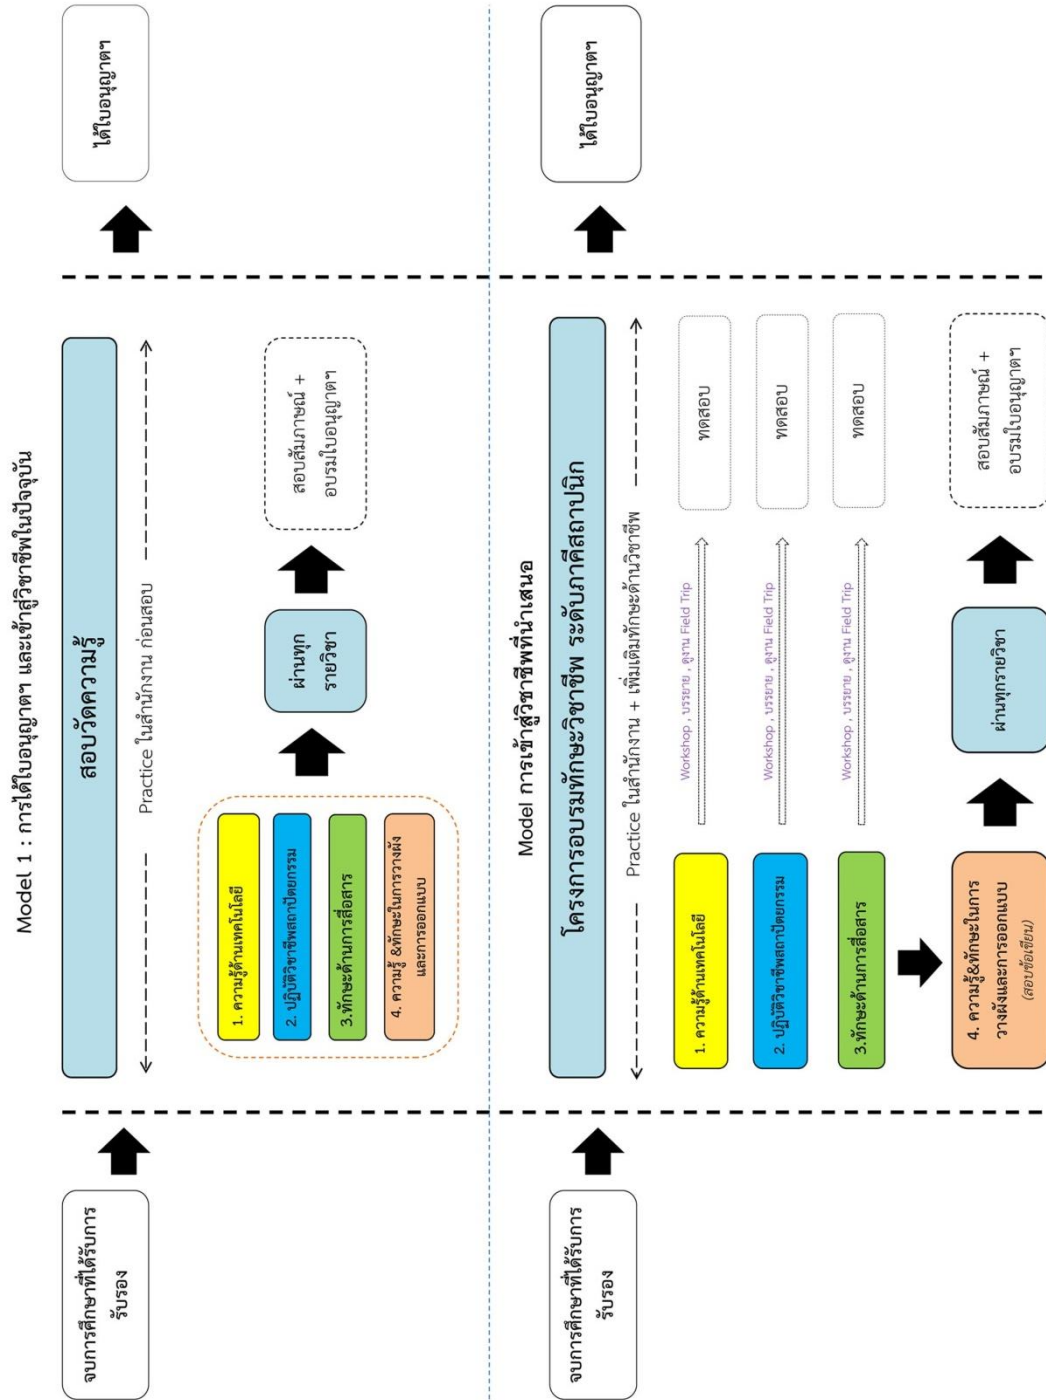 Model 1 : การได้ใบอนุญาตฯ และเข้าสู่วิชาชีพในปัจจุบัน
จบการศึกษาที่ได้รับการ
รับรอง
สอบวัดความรู้
Practice ในสำนักงาน ก่อนสอบ
1. ความรู้ด้านเทคโนโลยี
2. ปฏิบัติวิชาชีพสถาปัตยกรรม
3.ทักษะด้านการสื่อสาร
4. ความรู้ &ทักษะในการวางผัง
และการออกแบบ
ผ่านทุก
รายวิชา
สอบสัมภาษณ์ +
อบรมใบอนุญาตฯ
ได้ใบอนุญาตฯ
Model การเข้าสู่วิชาชีพที่นำเสนอ
จบการศึกษาที่ได้รับการ
รับรอง
โครงการอบรมทักษะวิชาชีพ ระดับภาคีสถาปนิก
Practice ในสำนักงาน + เพิ่มเติมทักษะด้านวิชาชีพ
1. ความรู้ด้านเทคโนโลยี
Workshop , บรรยาย , ดูงาน Field Trip
ทดสอบ
2. ปฏิบัติวิชาชีพสถาปัตยกรรม
Workshop , บรรยาย , ดูงาน Field Trip
ทดสอบ
3.ทักษะด้านการสื่อสาร
Workshop , บรรยาย , ดูงาน Field Trip
ทดสอบ
4. ความรู้&ทักษะในการ
วางผังและการออกแบบ
(สอบข้อเขียน)
ผ่านทุกรายวิชา
สอบสัมภาษณ์ +
อบรมใบอนุญาตฯ
ได้ใบอนุญาตฯ